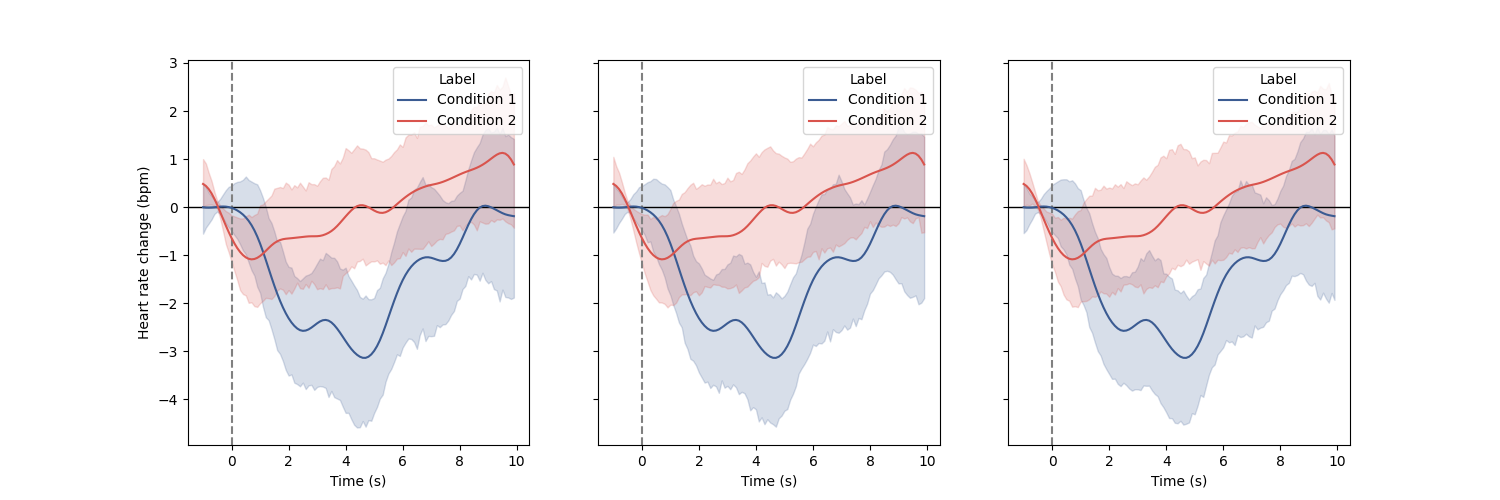 Heart rate change (bpm)
3
2
1
0
−1
−2
−3
−4
Label
Condition 1
Condition 2
0 2 4 6 8 10
Time (s)
Label
Condition 1
Condition 2
0 2 4 6 8 10
Time (s)
Label
Condition 1
Condition 2
0 2 4 6 8 10
Time (s)